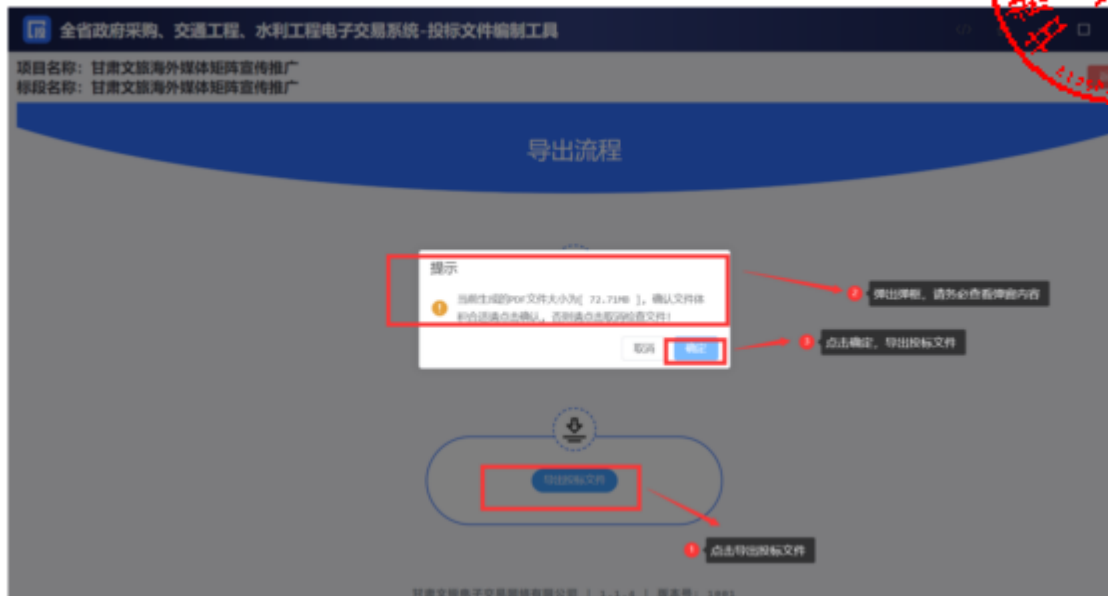 全省政府采购、交通工程、水利工程电子交易系统-投标文件编制工具
项目名称：甘肃文旅海外媒体矩阵宣传推广
标段名称：甘肃文旅海外媒体矩阵宣传推广
导出流程
提示
当前生成的PDF文件大小为[ 72.71MB ]，确认文件体
积合适请点击确认，否则请点击取消检查文件！
取消 确定
2 弹出弹框，请务必查看弹窗内容
3 点击确定，导出投标文件
导出投标文件
1 点击导出投标文件